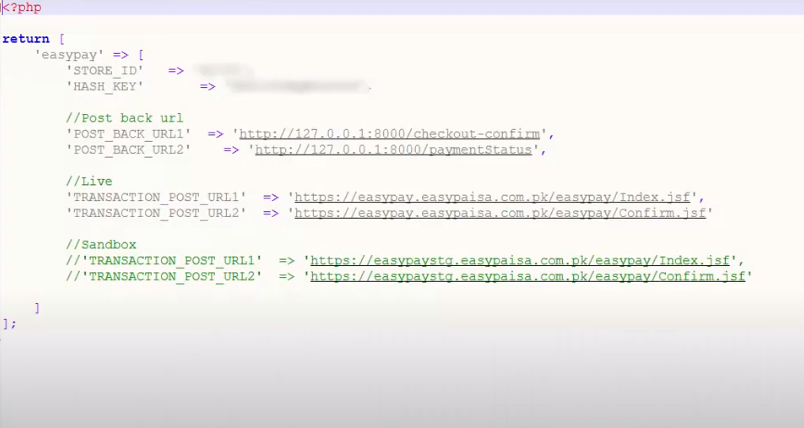 <?php
return [
'easypay' => [
'STORE_ID' =>
'HASH_KEY' =>
//Post back url
'POST_BACK_URL1' => 'http://127.0.0.1:8000/checkout-confirm',
'POST_BACK_URL2' => 'http://127.0.0.1:8000/paymentStatus',
//Live
'TRANSACTION_POST_URL1' => 'https://easypay.easypaisa.com.pk/easypay/Index.jsf',
'TRANSACTION_POST_URL2' => 'https://easypay.easypaisa.com.pk/easypay/Confirm.jsf'
//Sandbox
//'TRANSACTION_POST_URL1' => 'https://easypaystg.easypaisa.com.pk/easypay/Index.jsf',
//'TRANSACTION_POST_URL2' => 'https://easypaystg.easypaisa.com.pk/easypay/Confirm.jsf'
]
];